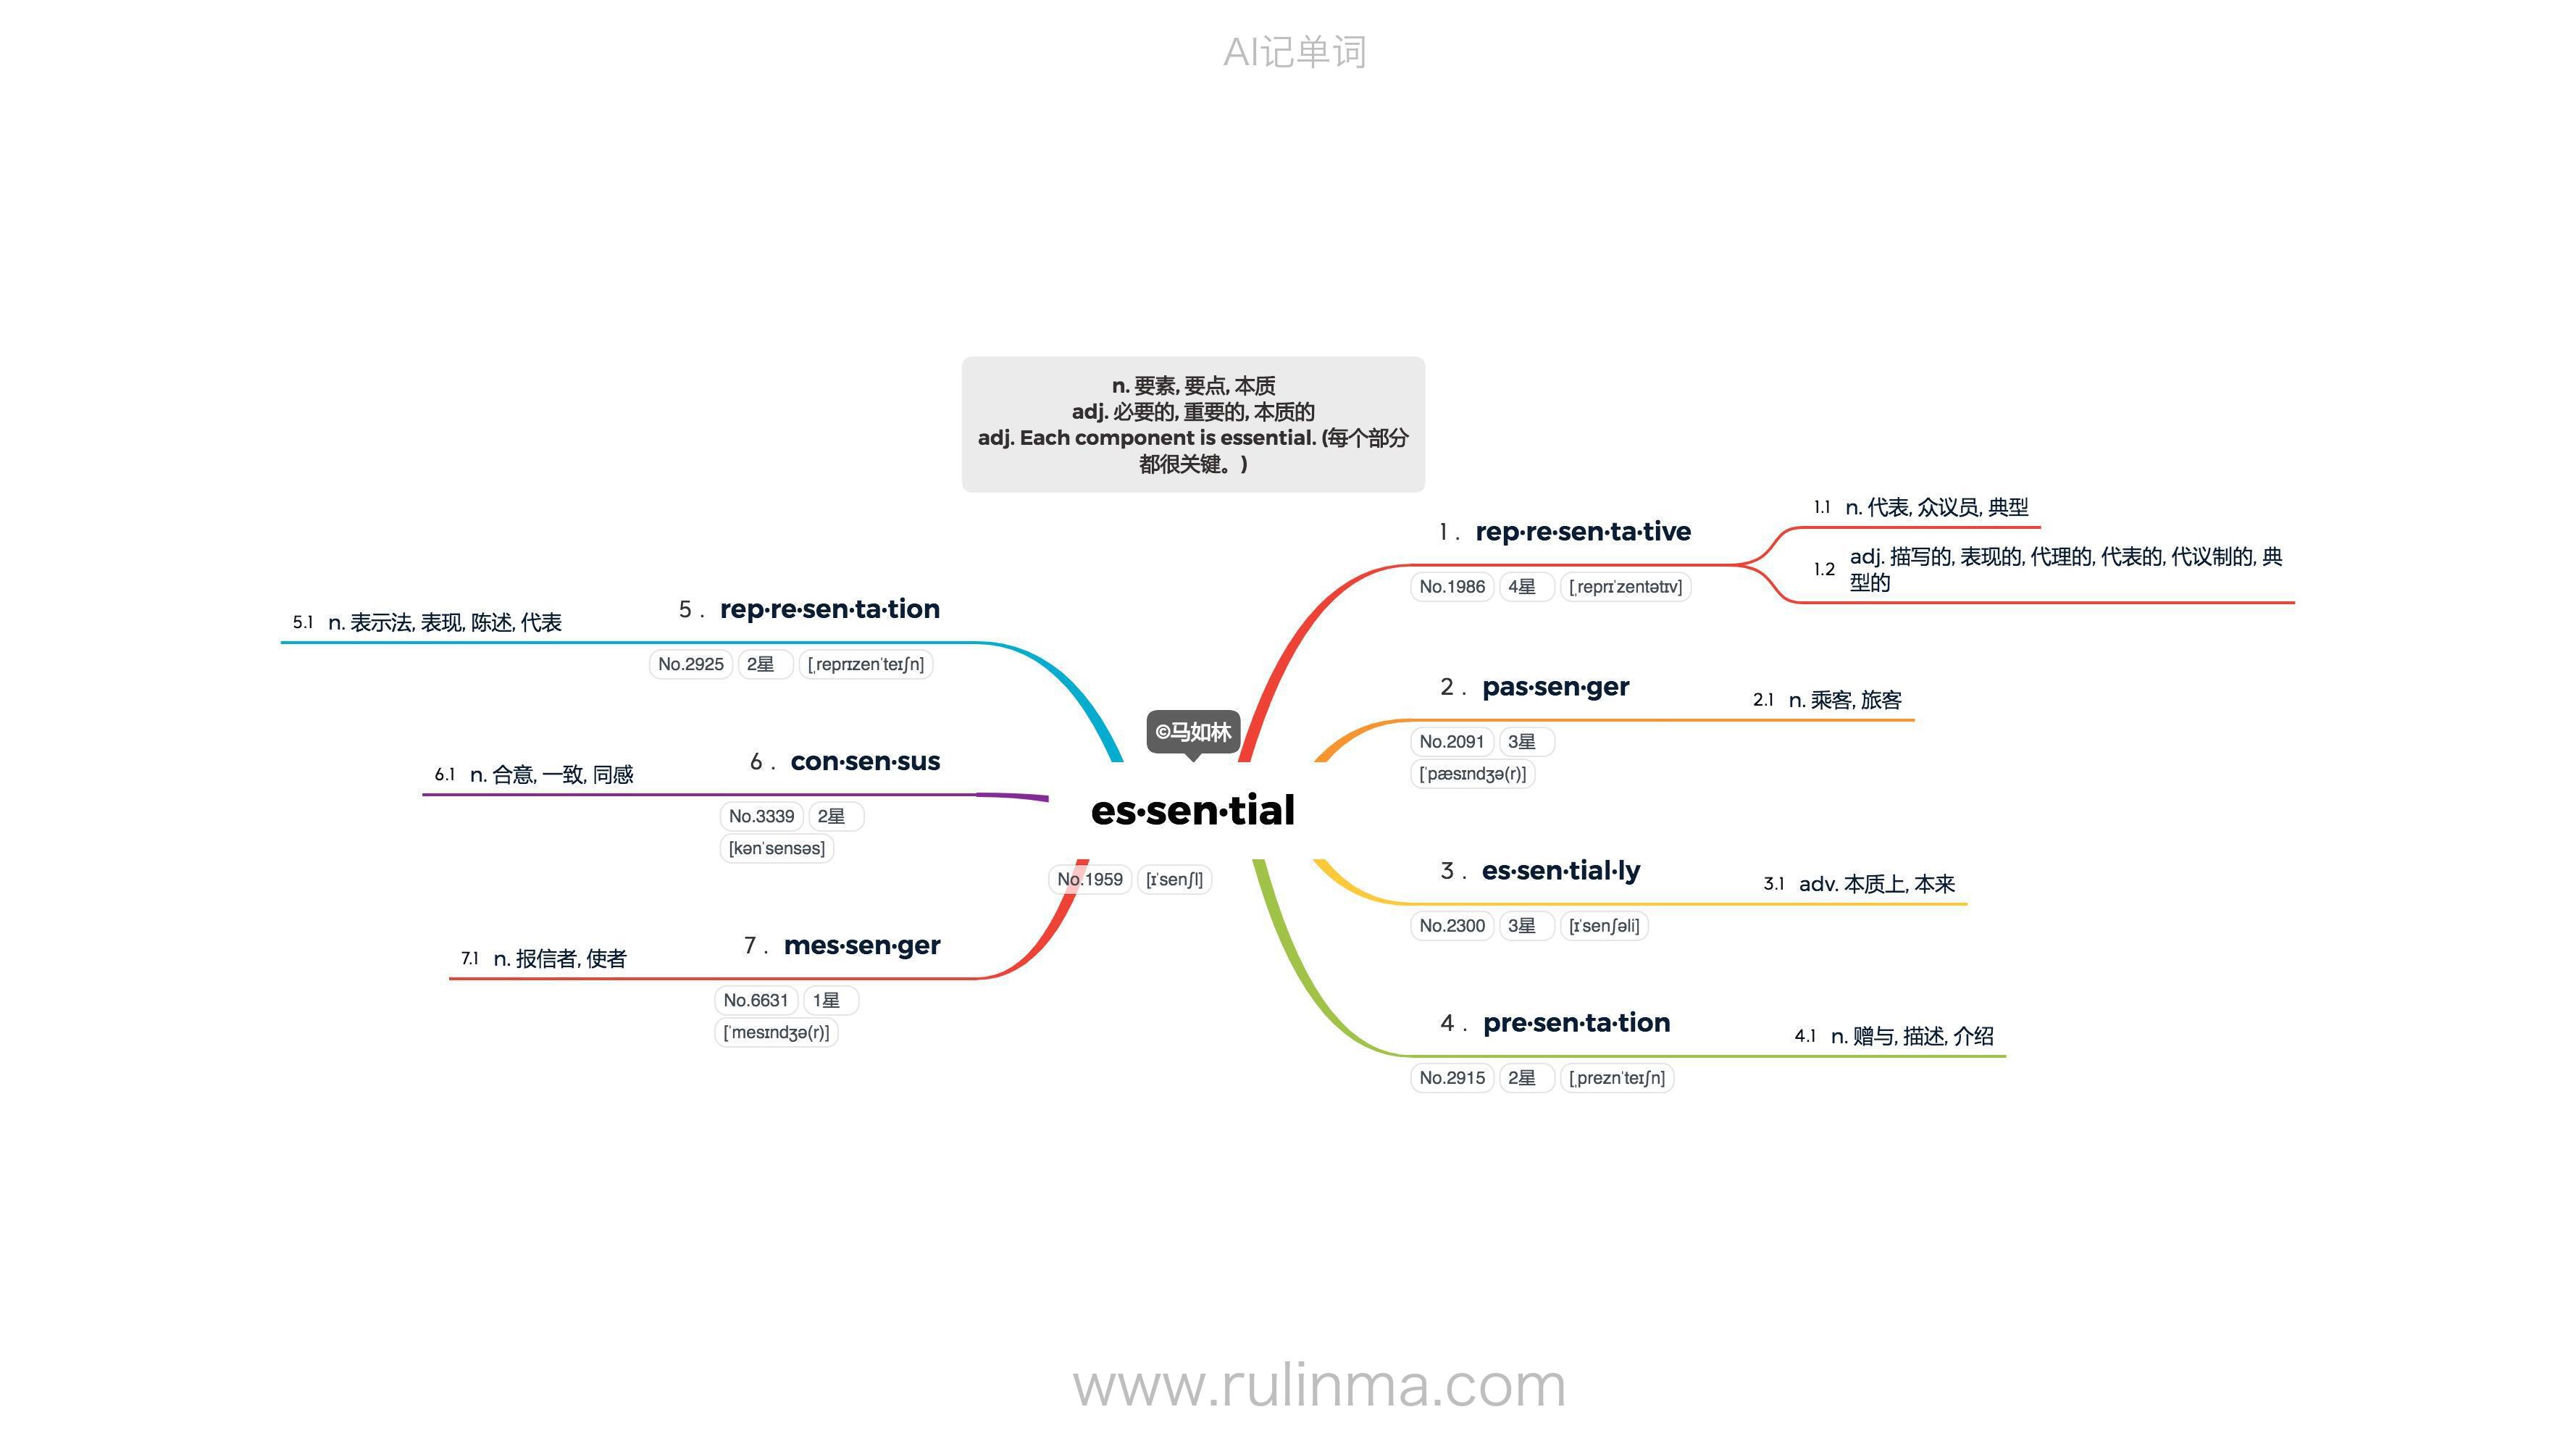 AI记单词
n. 要素, 要点, 本质
adj. 必要的, 重要的, 本质的
adj. Each component is essential. (每个部分
都很关键。)
©马如林
es·sen·tial
No.1959 [ɪˈsenʃl]
1 . rep·re·sen·ta·tive
No.1986 4星 [ˌreprɪˈzentətɪv]
1.1 n. 代表, 众议员, 典型
1.2 adj. 描写的, 表现的, 代理的, 代表的, 代议制的, 典
型的
2 . pas·sen·ger
No.2091 3星
[ˈpæsɪndʒə(r)]
2.1 n. 乘客, 旅客
3 . es·sen·tial·ly
No.2300 3星 [ɪˈsenʃəli]
3.1 adv. 本质上, 本来
4 . pre·sen·ta·tion
No.2915 2星 [ˌpreznˈteɪʃn]
4.1 n. 赠与, 描述, 介绍
5 . rep·re·sen·ta·tion
No.2925 2星 [ˌreprɪzenˈteɪʃn]
5.1 n. 表示法, 表现, 陈述, 代表
6 . con·sen·sus
No.3339 2星
[kənˈsensəs]
6.1 n. 合意, 一致, 同感
7 . mes·sen·ger
No.6631 1星
[ˈmesɪndʒə(r)]
7.1 n. 报信者, 使者
www.rulinma.com